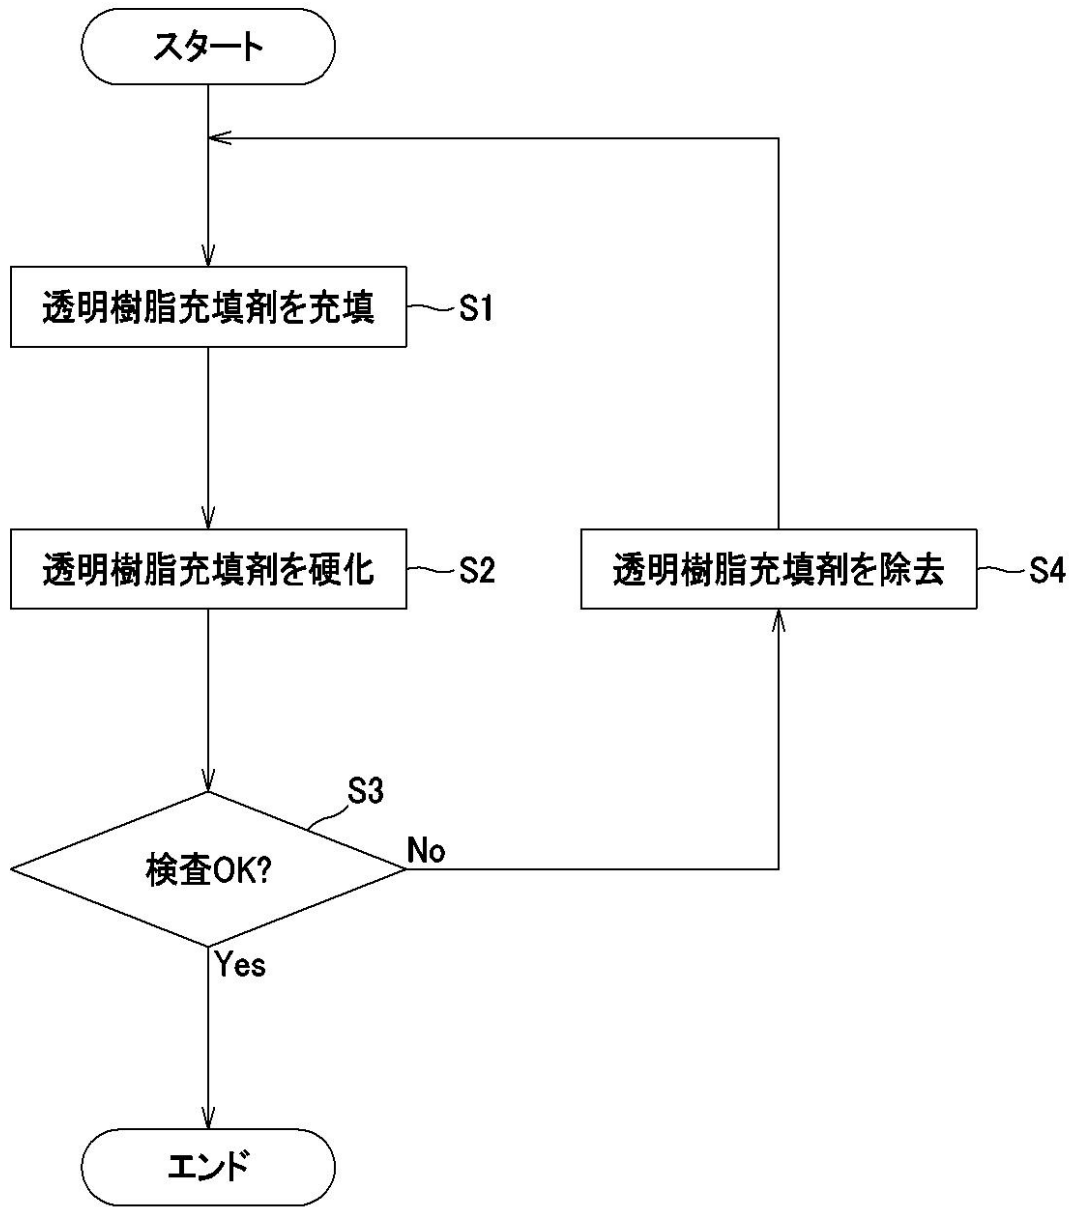 スタート
透明樹脂充填剤を充填
S1
透明樹脂充填剤を硬化
S2
透明樹脂充填剤を除去
S4
S3
検査OK?
No
Yes
エンド